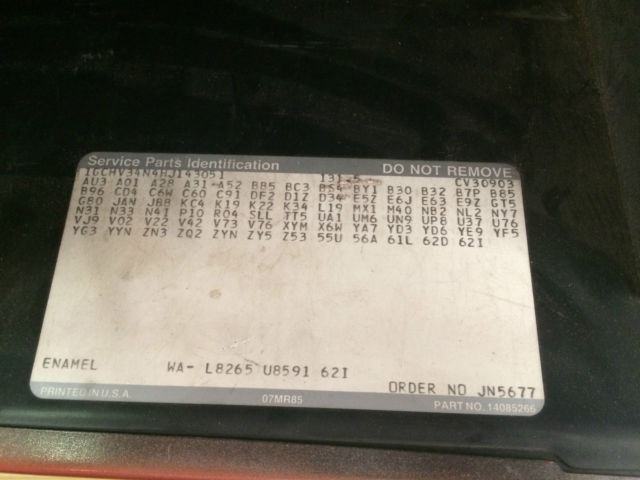 Service Parts Identification DO NOT REMOVE
1GCHV34N4HJ143051 131.5 CV30903
AU3 A01 A28 A31 A52 BB5 BC3 BS4 BY1 B30 B32 B7P B85
B96 CD4 C6W C60 C91 DF2 D1Z D34 E5Z E6J E63 E9Z GT5
G80 JAN J8B KC4 K19 K22 K34 L19 MX1 M40 NB2 NL2 NY7
N31 N33 N41 P10 R04 SLL TT5 UA1 UM6 UN9 UP8 U37 U76
VJ9 V02 V22 V42 V73 V76 XYM X6W YA7 YD3 YD6 YE9 YF5
YG3 YYN ZN3 ZQ2 ZYN ZY5 Z53 55U 56A 61L 62D 62I
ENAMEL WA- L8265 U8591 62I
ORDER NO JN5677
PRINTED IN U.S.A. 07MR85 PART NO. 14085266